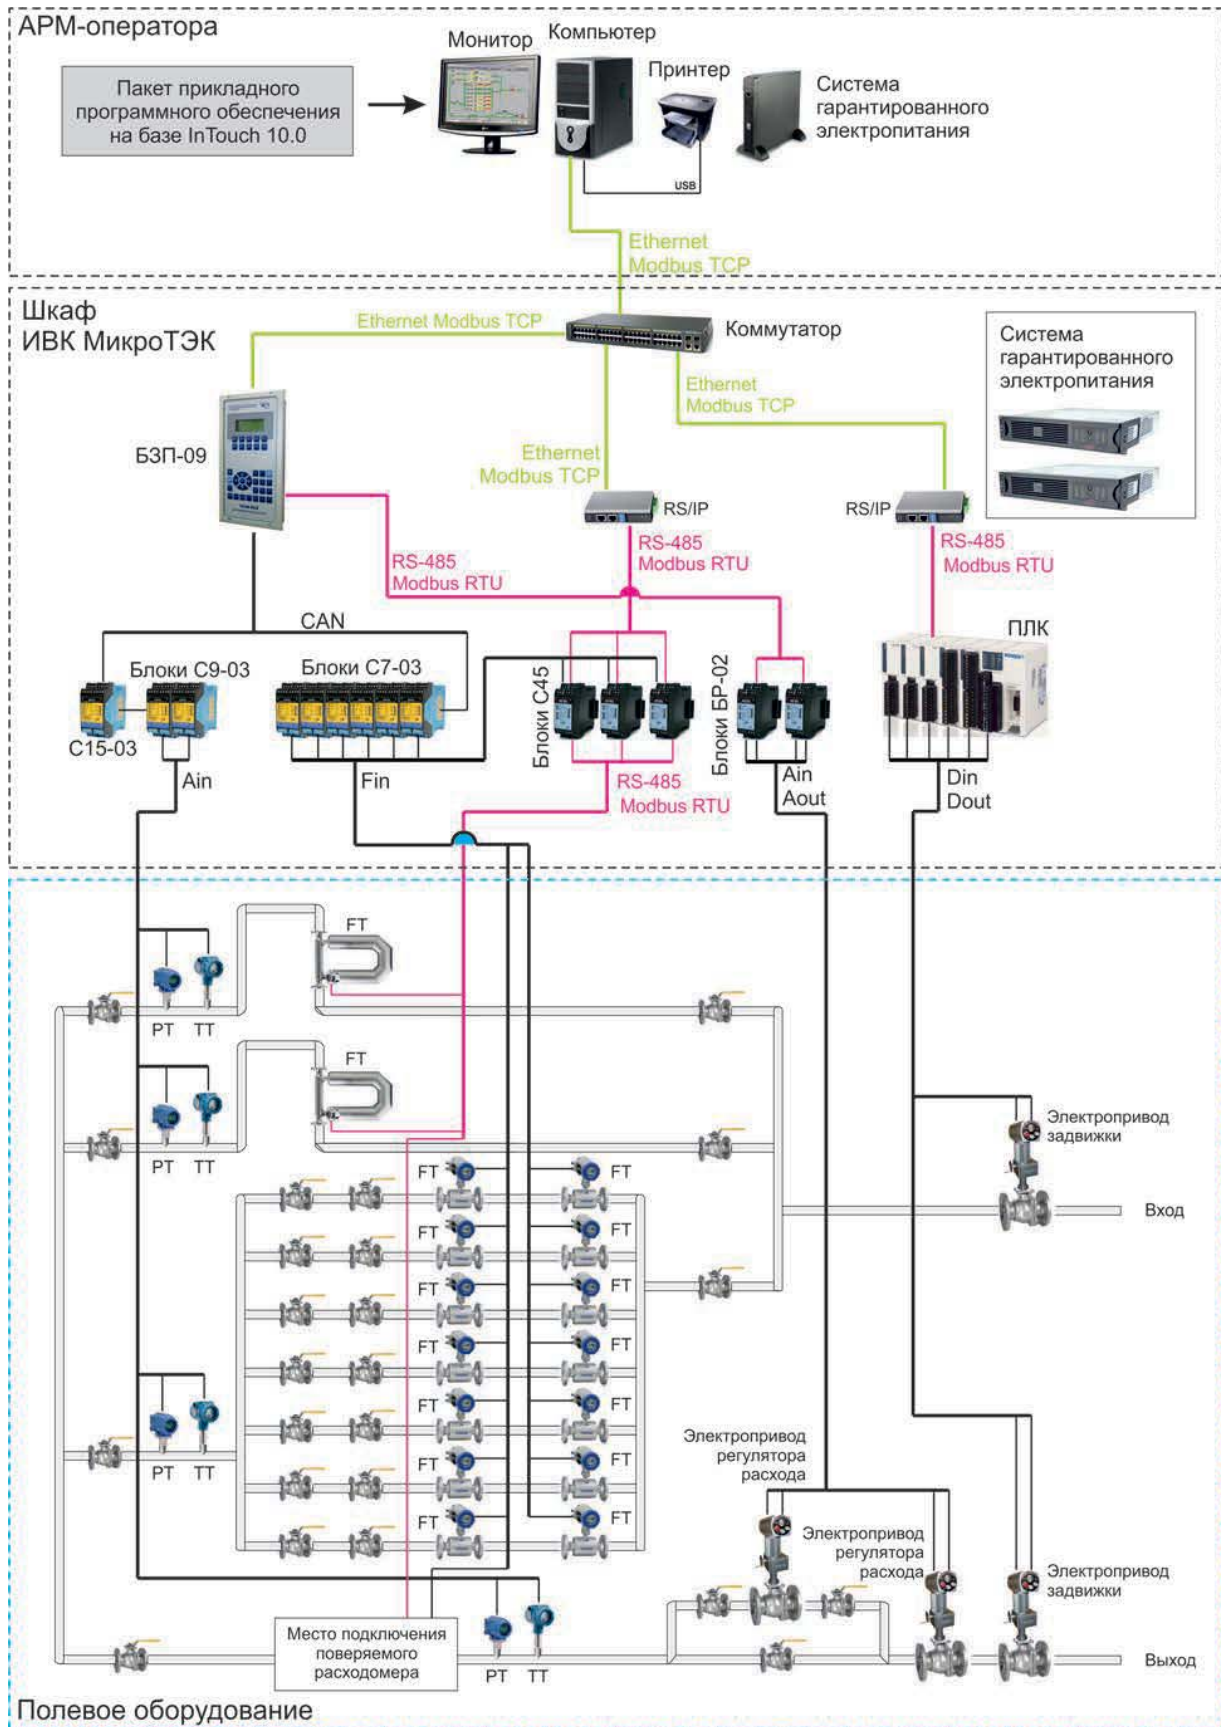 АРМ-оператора
Пакет прикладного
программного обеспечения
на базе InTouch 10.0
Монитор
Компьютер
Принтер
Система
гарантированного
электропитания
USB
Ethernet
Modbus TCP
Шкаф
ИВК МикроТЭК
Ethernet Modbus TCP
Коммутатор
Система
гарантированного
электропитания
Ethernet
Modbus TCP
БЗП-09
Ethernet
Modbus TCP
RS/IP
RS/IP
RS-485
Modbus RTU
RS-485
Modbus RTU
RS-485
Modbus RTU
CAN
ПЛК
Блоки С9-03
Блоки С7-03
Блоки С45
Блоки БР-02
С15-03
Ain
Fin
RS-485
Modbus RTU
Ain
Aout
Din
Dout
FT
PT
TT
FT
PT
TT
Электропривод
задвижки
FT
FT
Вход
FT
FT
FT
FT
FT
FT
FT
FT
PT
TT
FT
FT
FT
FT
Электропривод
регулятора
расхода
Электропривод
регулятора
расхода
Электропривод
задвижки
Место подключения
поверяемого
расходомера
PT
TT
Выход
Полевое оборудование